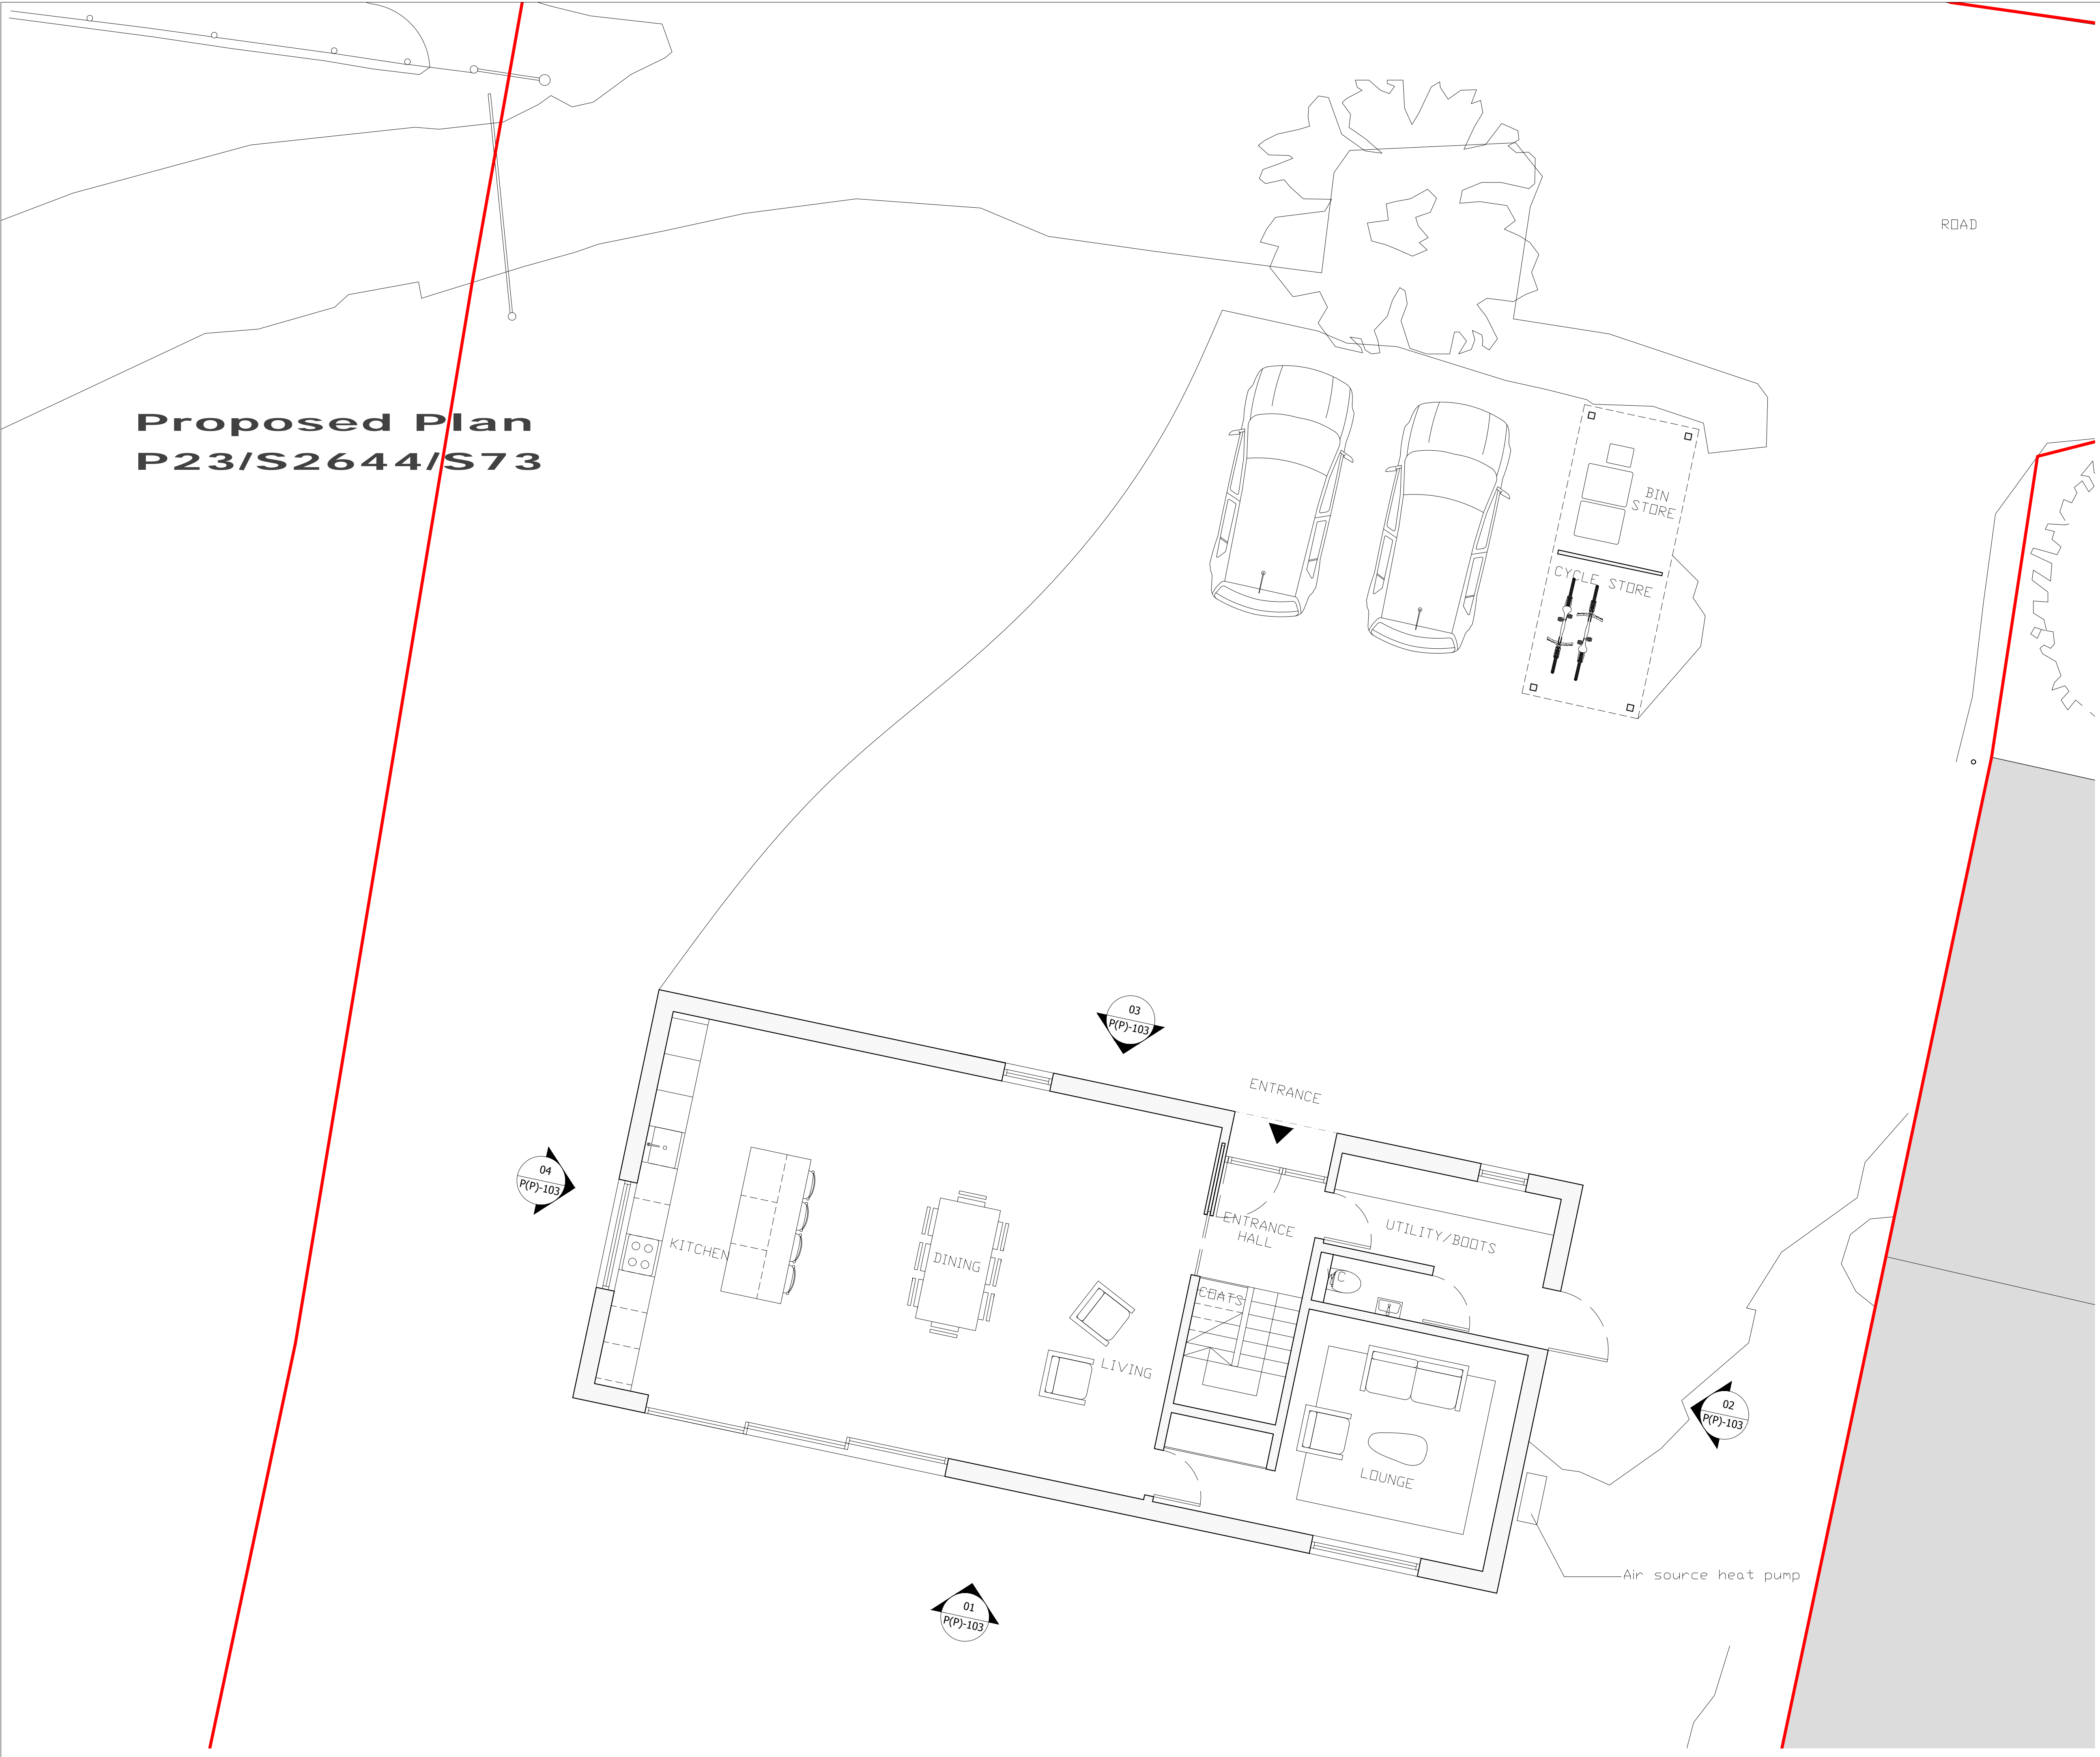 ROAD
Proposed Plan
P23/S2644/S73
BIN
STORE
CYCLE STORE
03
P(P)-103
ENTRANCE
04
P(P)-103
ENTRANCE
HALL
UTILITY/BOOTS
KITCHEN
DINING
WC
COATS
LIVING
02
P(P)-103
LOUNGE
Air source heat pump
01
P(P)-103